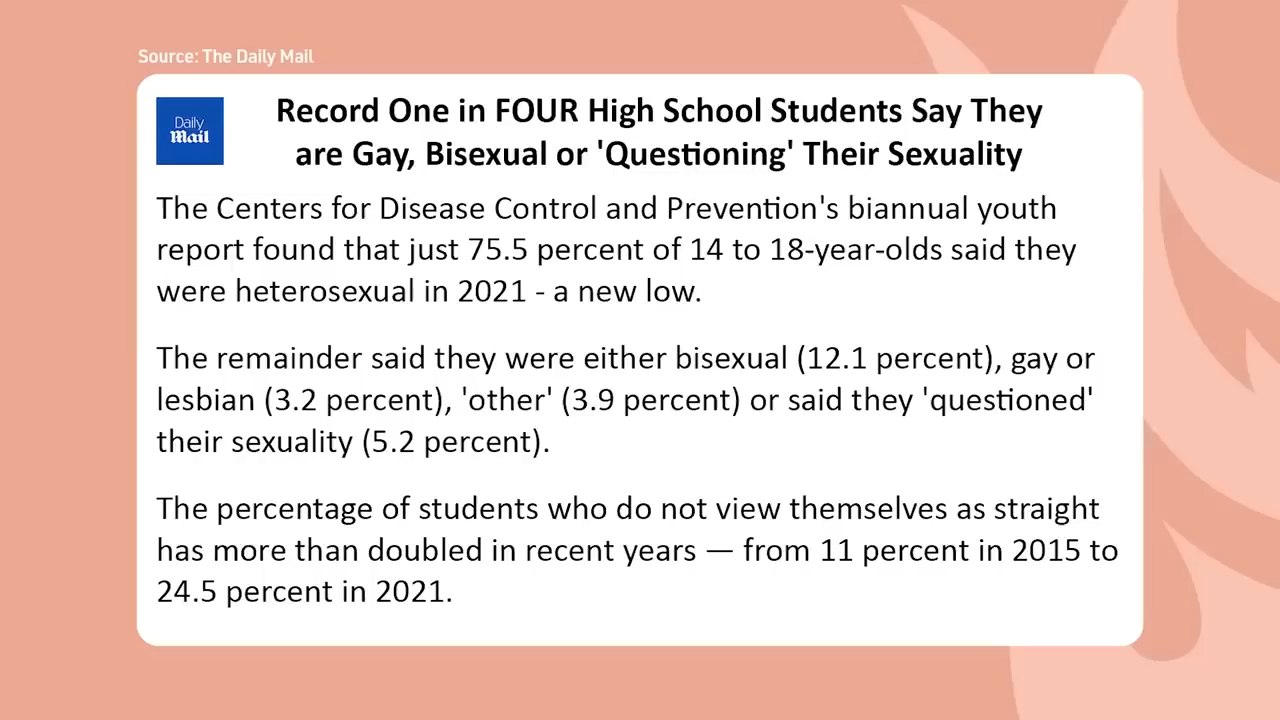 Source: The Daily Mail
Daily
Mail
Record One in FOUR High School Students Say They
are Gay, Bisexual or 'Questioning' Their Sexuality
The Centers for Disease Control and Prevention's biannual youth
report found that just 75.5 percent of 14 to 18-year-olds said they
were heterosexual in 2021 - a new low.
The remainder said they were either bisexual (12.1 percent), gay or
lesbian (3.2 percent), 'other' (3.9 percent) or said they 'questioned'
their sexuality (5.2 percent).
The percentage of students who do not view themselves as straight
has more than doubled in recent years — from 11 percent in 2015 to
24.5 percent in 2021.